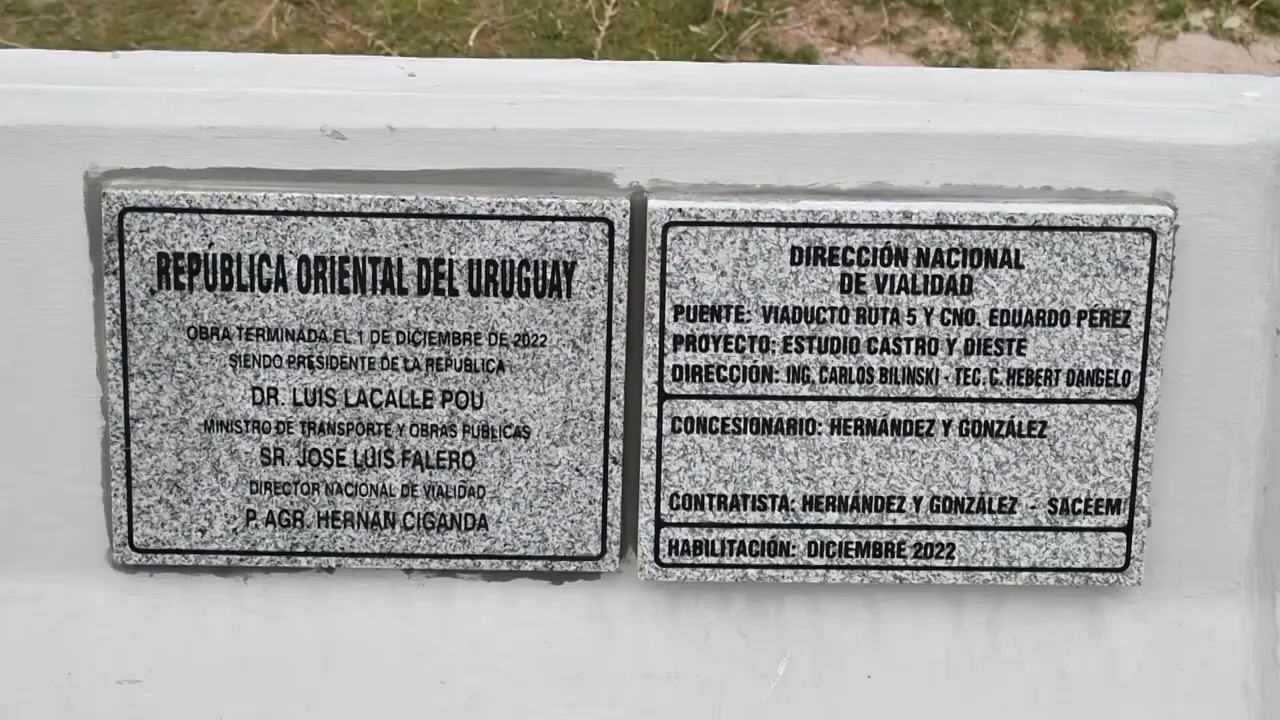 REPÚBLICA ORIENTAL DEL URUGUAY
OBRA TERMINADA EL 1 DE DICIEMBRE DE 2022
SIENDO PRESIDENTE DE LA REPUBLICA
DR. LUIS LACALLE POU
MINISTRO DE TRANSPORTE Y OBRAS PUBLICAS
SR. JOSE LUIS FALERO
DIRECTOR NACIONAL DE VIALIDAD
P. AGR. HERNAN CIGANDA
DIRECCIÓN NACIONAL
DE VIALIDAD
PUENTE: VIADUCTO RUTA 5 Y CNO. EDUARDO PÉREZ
PROYECTO: ESTUDIO CASTRO Y DIESTE
DIRECCIÓN: ING. CARLOS BILINSKI - TEC. C. HEBERT DANGELO
CONCESIONARIO: HERNÁNDEZ Y GONZÁLEZ
CONTRATISTA: HERNÁNDEZ Y GONZÁLEZ - SACEEM
HABILITACIÓN: DICIEMBRE 2022